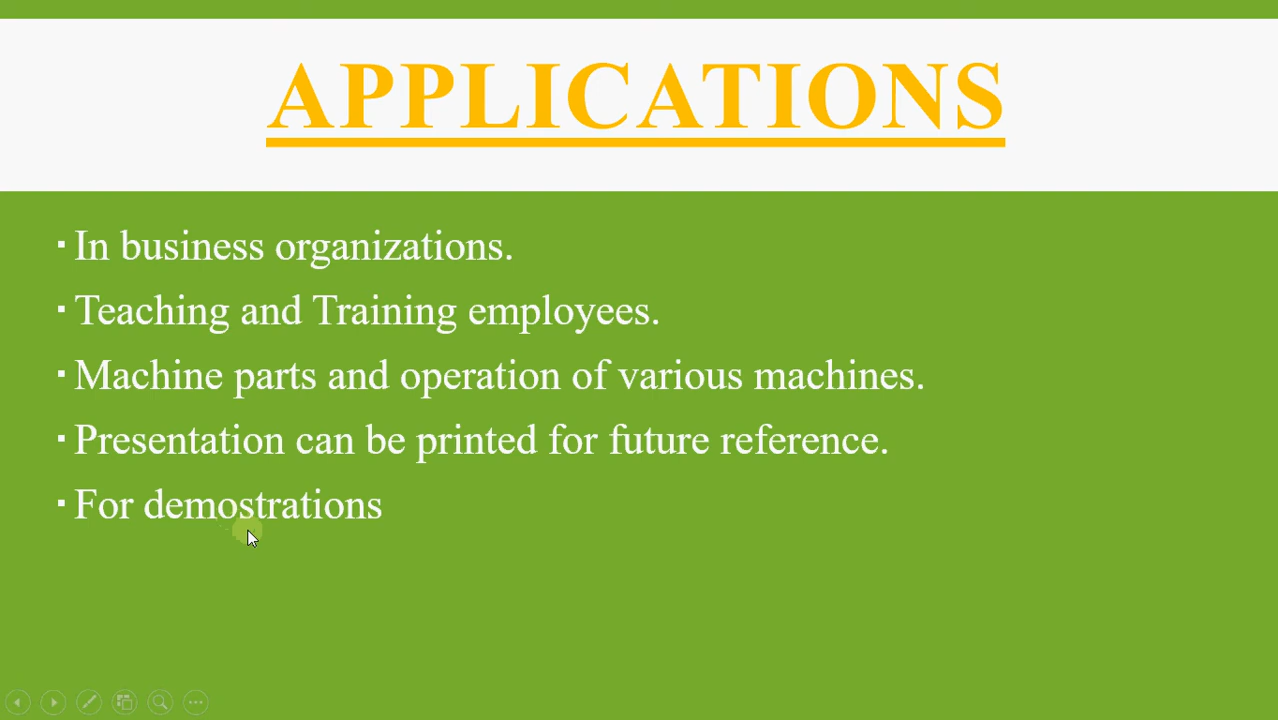 APPLICATIONS
▪ In business organizations.
▪ Teaching and Training employees.
▪ Machine parts and operation of various machines.
▪ Presentation can be printed for future reference.
▪ For demostrations